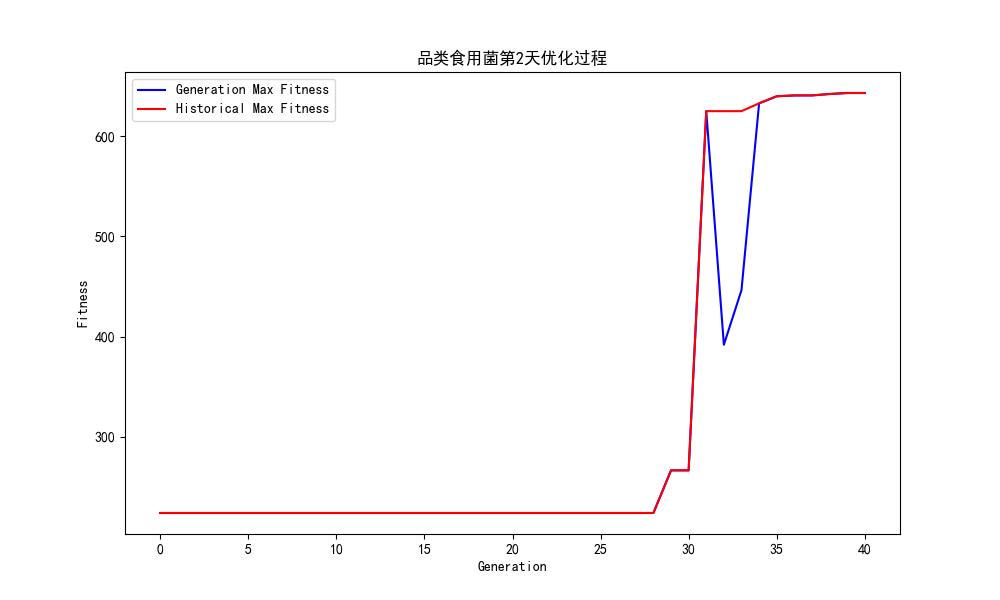 品类食用菌第2天优化过程
Generation Max Fitness
Historical Max Fitness
600
500
400
300
Fitness
0 5 10 15 20 25 30 35 40
Generation